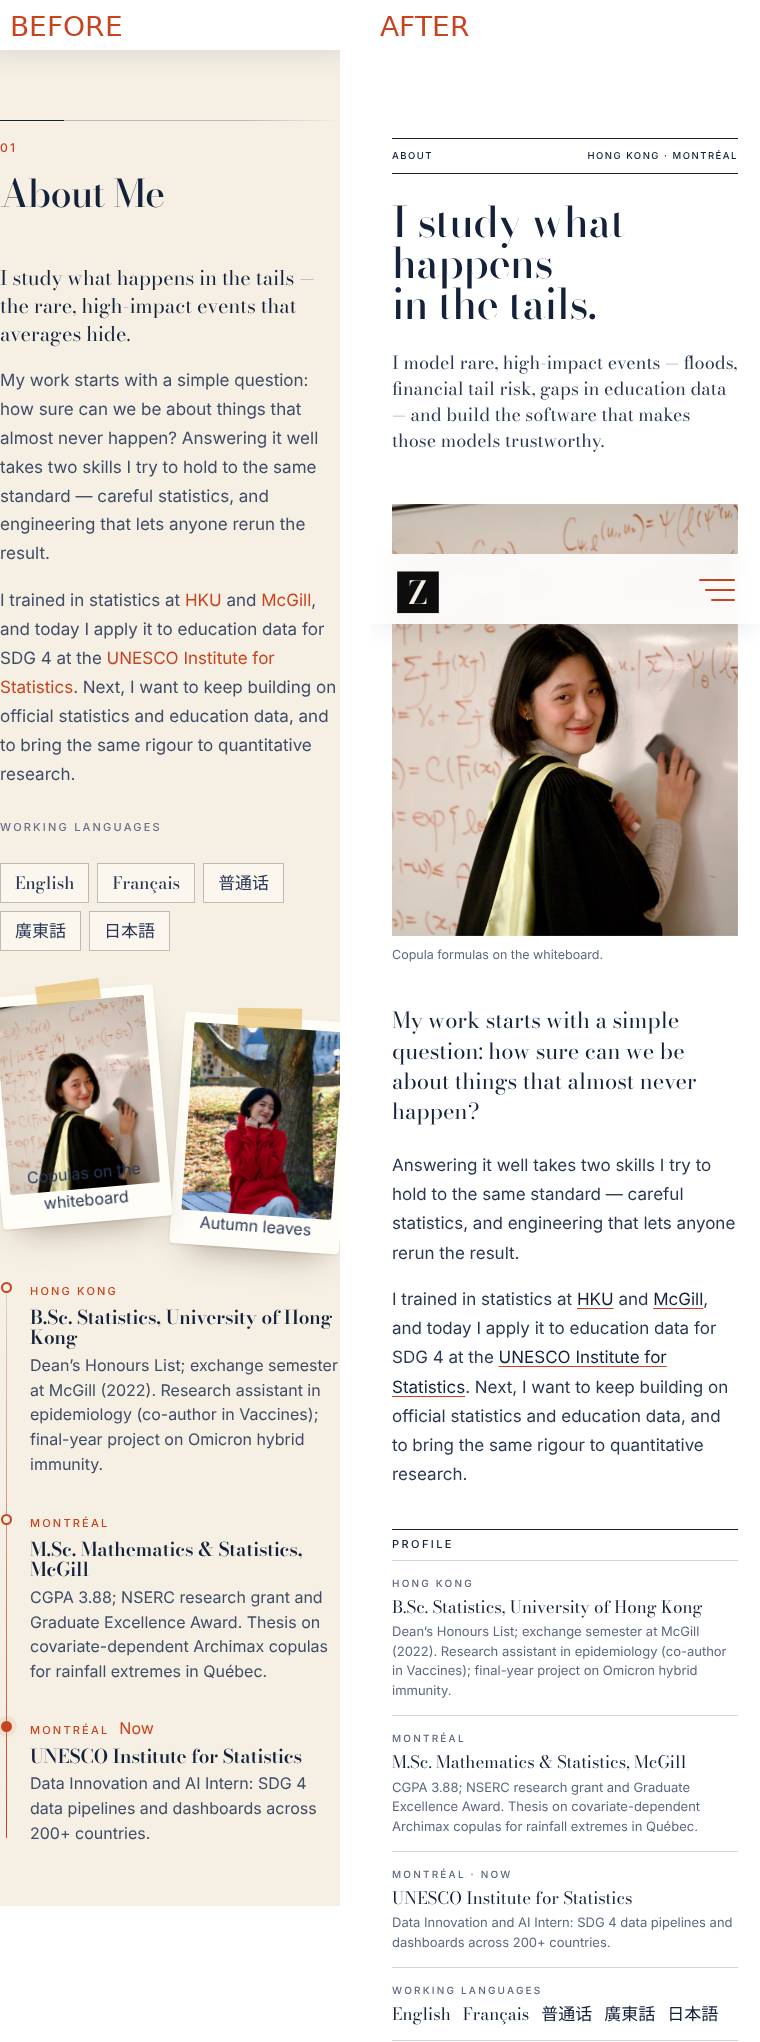 BEFORE
01
About Me
I study what happens in the tails —
the rare, high-impact events that
averages hide.
My work starts with a simple question:
how sure can we be about things that
almost never happen? Answering it well
takes two skills I try to hold to the same
standard — careful statistics, and
engineering that lets anyone rerun the
result.
I trained in statistics at HKU and McGill,
and today I apply it to education data for
SDG 4 at the UNESCO Institute for
Statistics. Next, I want to keep building on
official statistics and education data, and
to bring the same rigour to quantitative
research.
WORKING LANGUAGES
English Français 普通话
廣東話 日本語
Copulas on the
whiteboard
Autumn leaves
HONG KONG
B.Sc. Statistics, University of Hong
Kong
Dean’s Honours List; exchange semester
at McGill (2022). Research assistant in
epidemiology (co-author in Vaccines);
final-year project on Omicron hybrid
immunity.
MONTRÉAL
M.Sc. Mathematics & Statistics,
McGill
CGPA 3.88; NSERC research grant and
Graduate Excellence Award. Thesis on
covariate-dependent Archimax copulas
for rainfall extremes in Québec.
MONTRÉAL Now
UNESCO Institute for Statistics
Data Innovation and AI Intern: SDG 4
data pipelines and dashboards across
200+ countries.
AFTER
ABOUT HONG KONG · MONTRÉAL
I study what
happens
in the tails.
I model rare, high-impact events — floods,
financial tail risk, gaps in education data
— and build the software that makes
those models trustworthy.
Z
Copula formulas on the whiteboard.
My work starts with a simple
question: how sure can we be
about things that almost never
happen?
Answering it well takes two skills I try to
hold to the same standard — careful
statistics, and engineering that lets anyone
rerun the result.
I trained in statistics at HKU and McGill,
and today I apply it to education data for
SDG 4 at the UNESCO Institute for
Statistics. Next, I want to keep building on
official statistics and education data, and
to bring the same rigour to quantitative
research.
PROFILE
HONG KONG
B.Sc. Statistics, University of Hong Kong
Dean’s Honours List; exchange semester at McGill
(2022). Research assistant in epidemiology (co-author
in Vaccines); final-year project on Omicron hybrid
immunity.
MONTRÉAL
M.Sc. Mathematics & Statistics, McGill
CGPA 3.88; NSERC research grant and Graduate
Excellence Award. Thesis on covariate-dependent
Archimax copulas for rainfall extremes in Québec.
MONTRÉAL · NOW
UNESCO Institute for Statistics
Data Innovation and AI Intern: SDG 4 data pipelines and
dashboards across 200+ countries.
WORKING LANGUAGES
English Français 普通话 廣東話 日本語